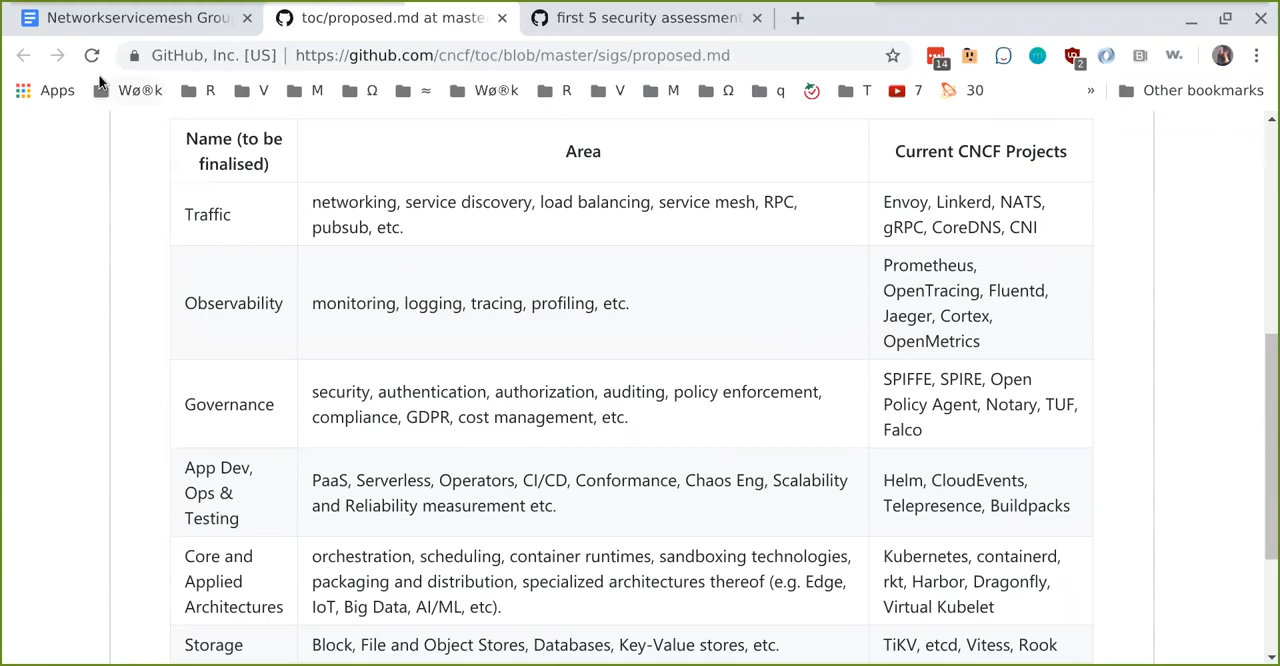 Networkservicemesh Grou
toc/proposed.md at maste
first 5 security assessment
GitHub, Inc. [US] | https://github.com/cncf/toc/blob/master/sigs/proposed.md
14
2
B
w.
Apps Wø®k R V M Ω ≈ Wø®k R V M Ω q T 7 30 » Other bookmarks
Name (to be
finalised)
Area
Current CNCF Projects
Traffic
networking, service discovery, load balancing, service mesh, RPC,
pubsub, etc.
Envoy, Linkerd, NATS,
gRPC, CoreDNS, CNI
Observability
monitoring, logging, tracing, profiling, etc.
Prometheus,
OpenTracing, Fluentd,
Jaeger, Cortex,
OpenMetrics
Governance
security, authentication, authorization, auditing, policy enforcement,
compliance, GDPR, cost management, etc.
SPIFFE, SPIRE, Open
Policy Agent, Notary, TUF,
Falco
App Dev,
Ops &
Testing
PaaS, Serverless, Operators, CI/CD, Conformance, Chaos Eng, Scalability
and Reliability measurement etc.
Helm, CloudEvents,
Telepresence, Buildpacks
Core and
Applied
Architectures
orchestration, scheduling, container runtimes, sandboxing technologies,
packaging and distribution, specialized architectures thereof (e.g. Edge,
IoT, Big Data, AI/ML, etc).
Kubernetes, containerd,
rkt, Harbor, Dragonfly,
Virtual Kubelet
Storage
Block, File and Object Stores, Databases, Key-Value stores, etc.
TiKV, etcd, Vitess, Rook